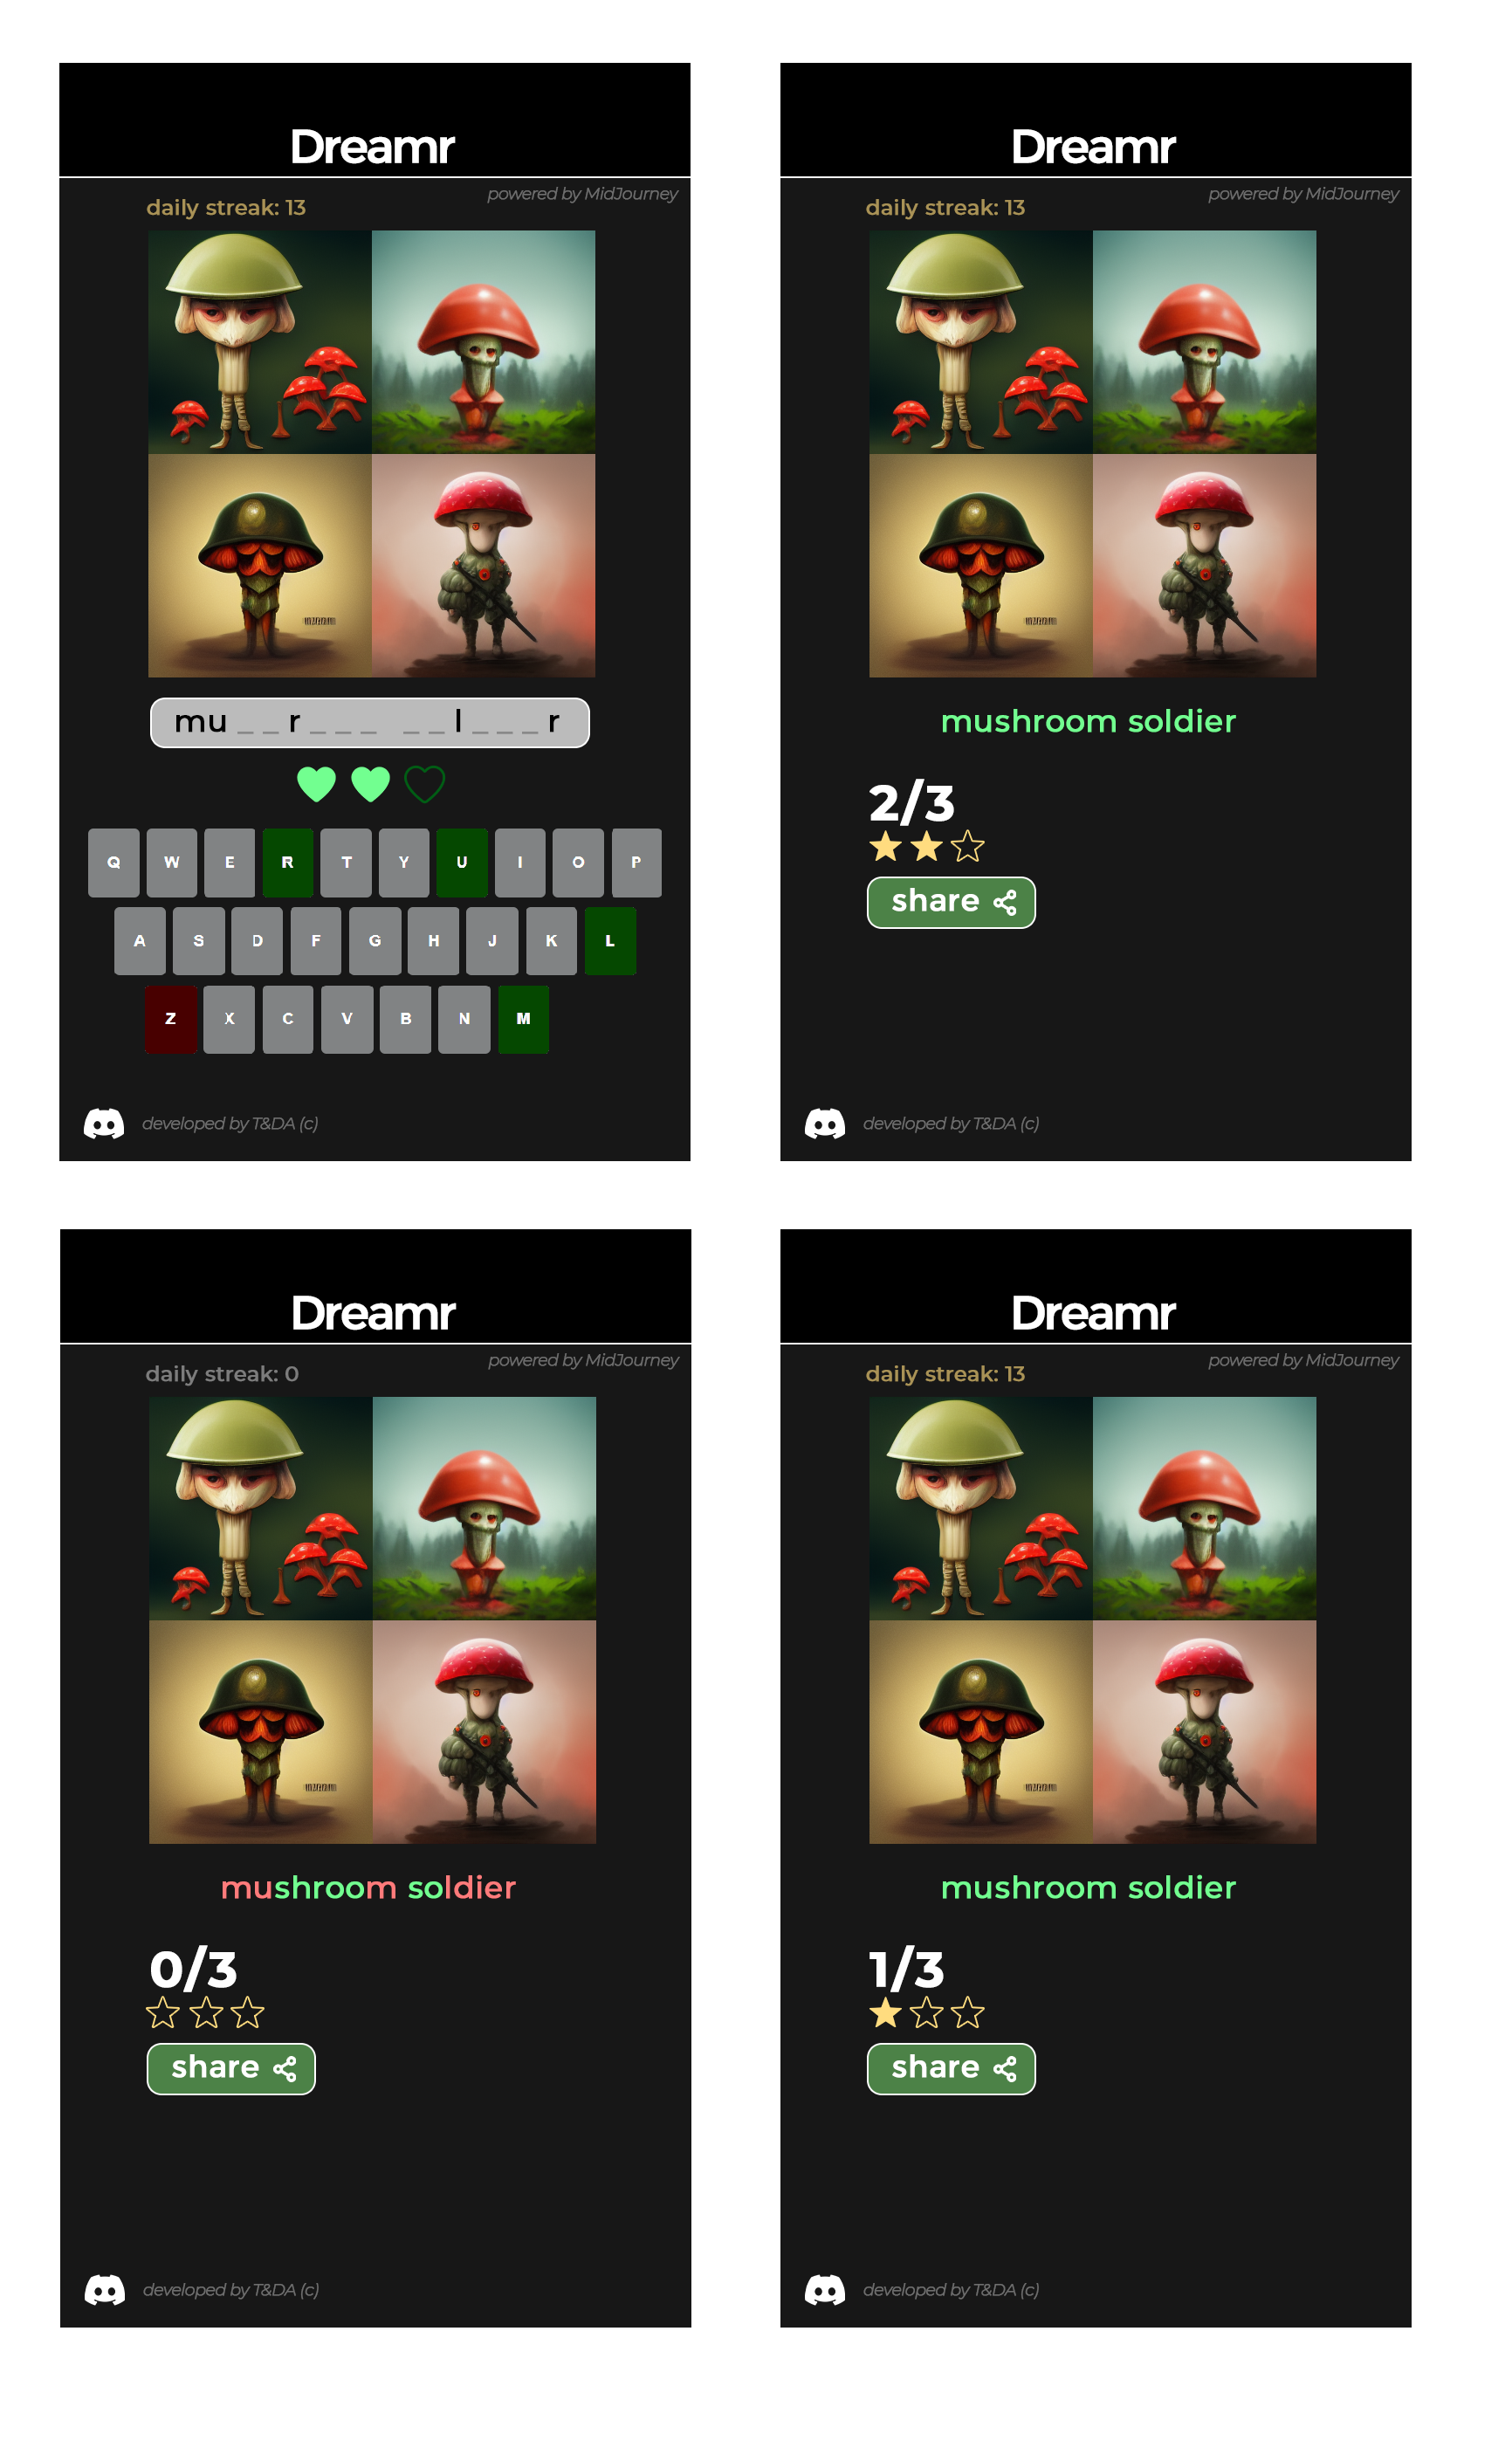 Dreamr
powered by MidJourney
daily streak: 13
mu _ _ r _ _ _ _ _ l _ _ _ r
Q W E R T Y U I O P
A S D F G H J K L
Z X C V B N M
developed by T&DA (c)
Dreamr
powered by MidJourney
daily streak: 13
mushroom soldier
2/3
share
developed by T&DA (c)
Dreamr
powered by MidJourney
daily streak: 0
mushroom soldier
0/3
share
developed by T&DA (c)
Dreamr
powered by MidJourney
daily streak: 13
mushroom soldier
1/3
share
developed by T&DA (c)